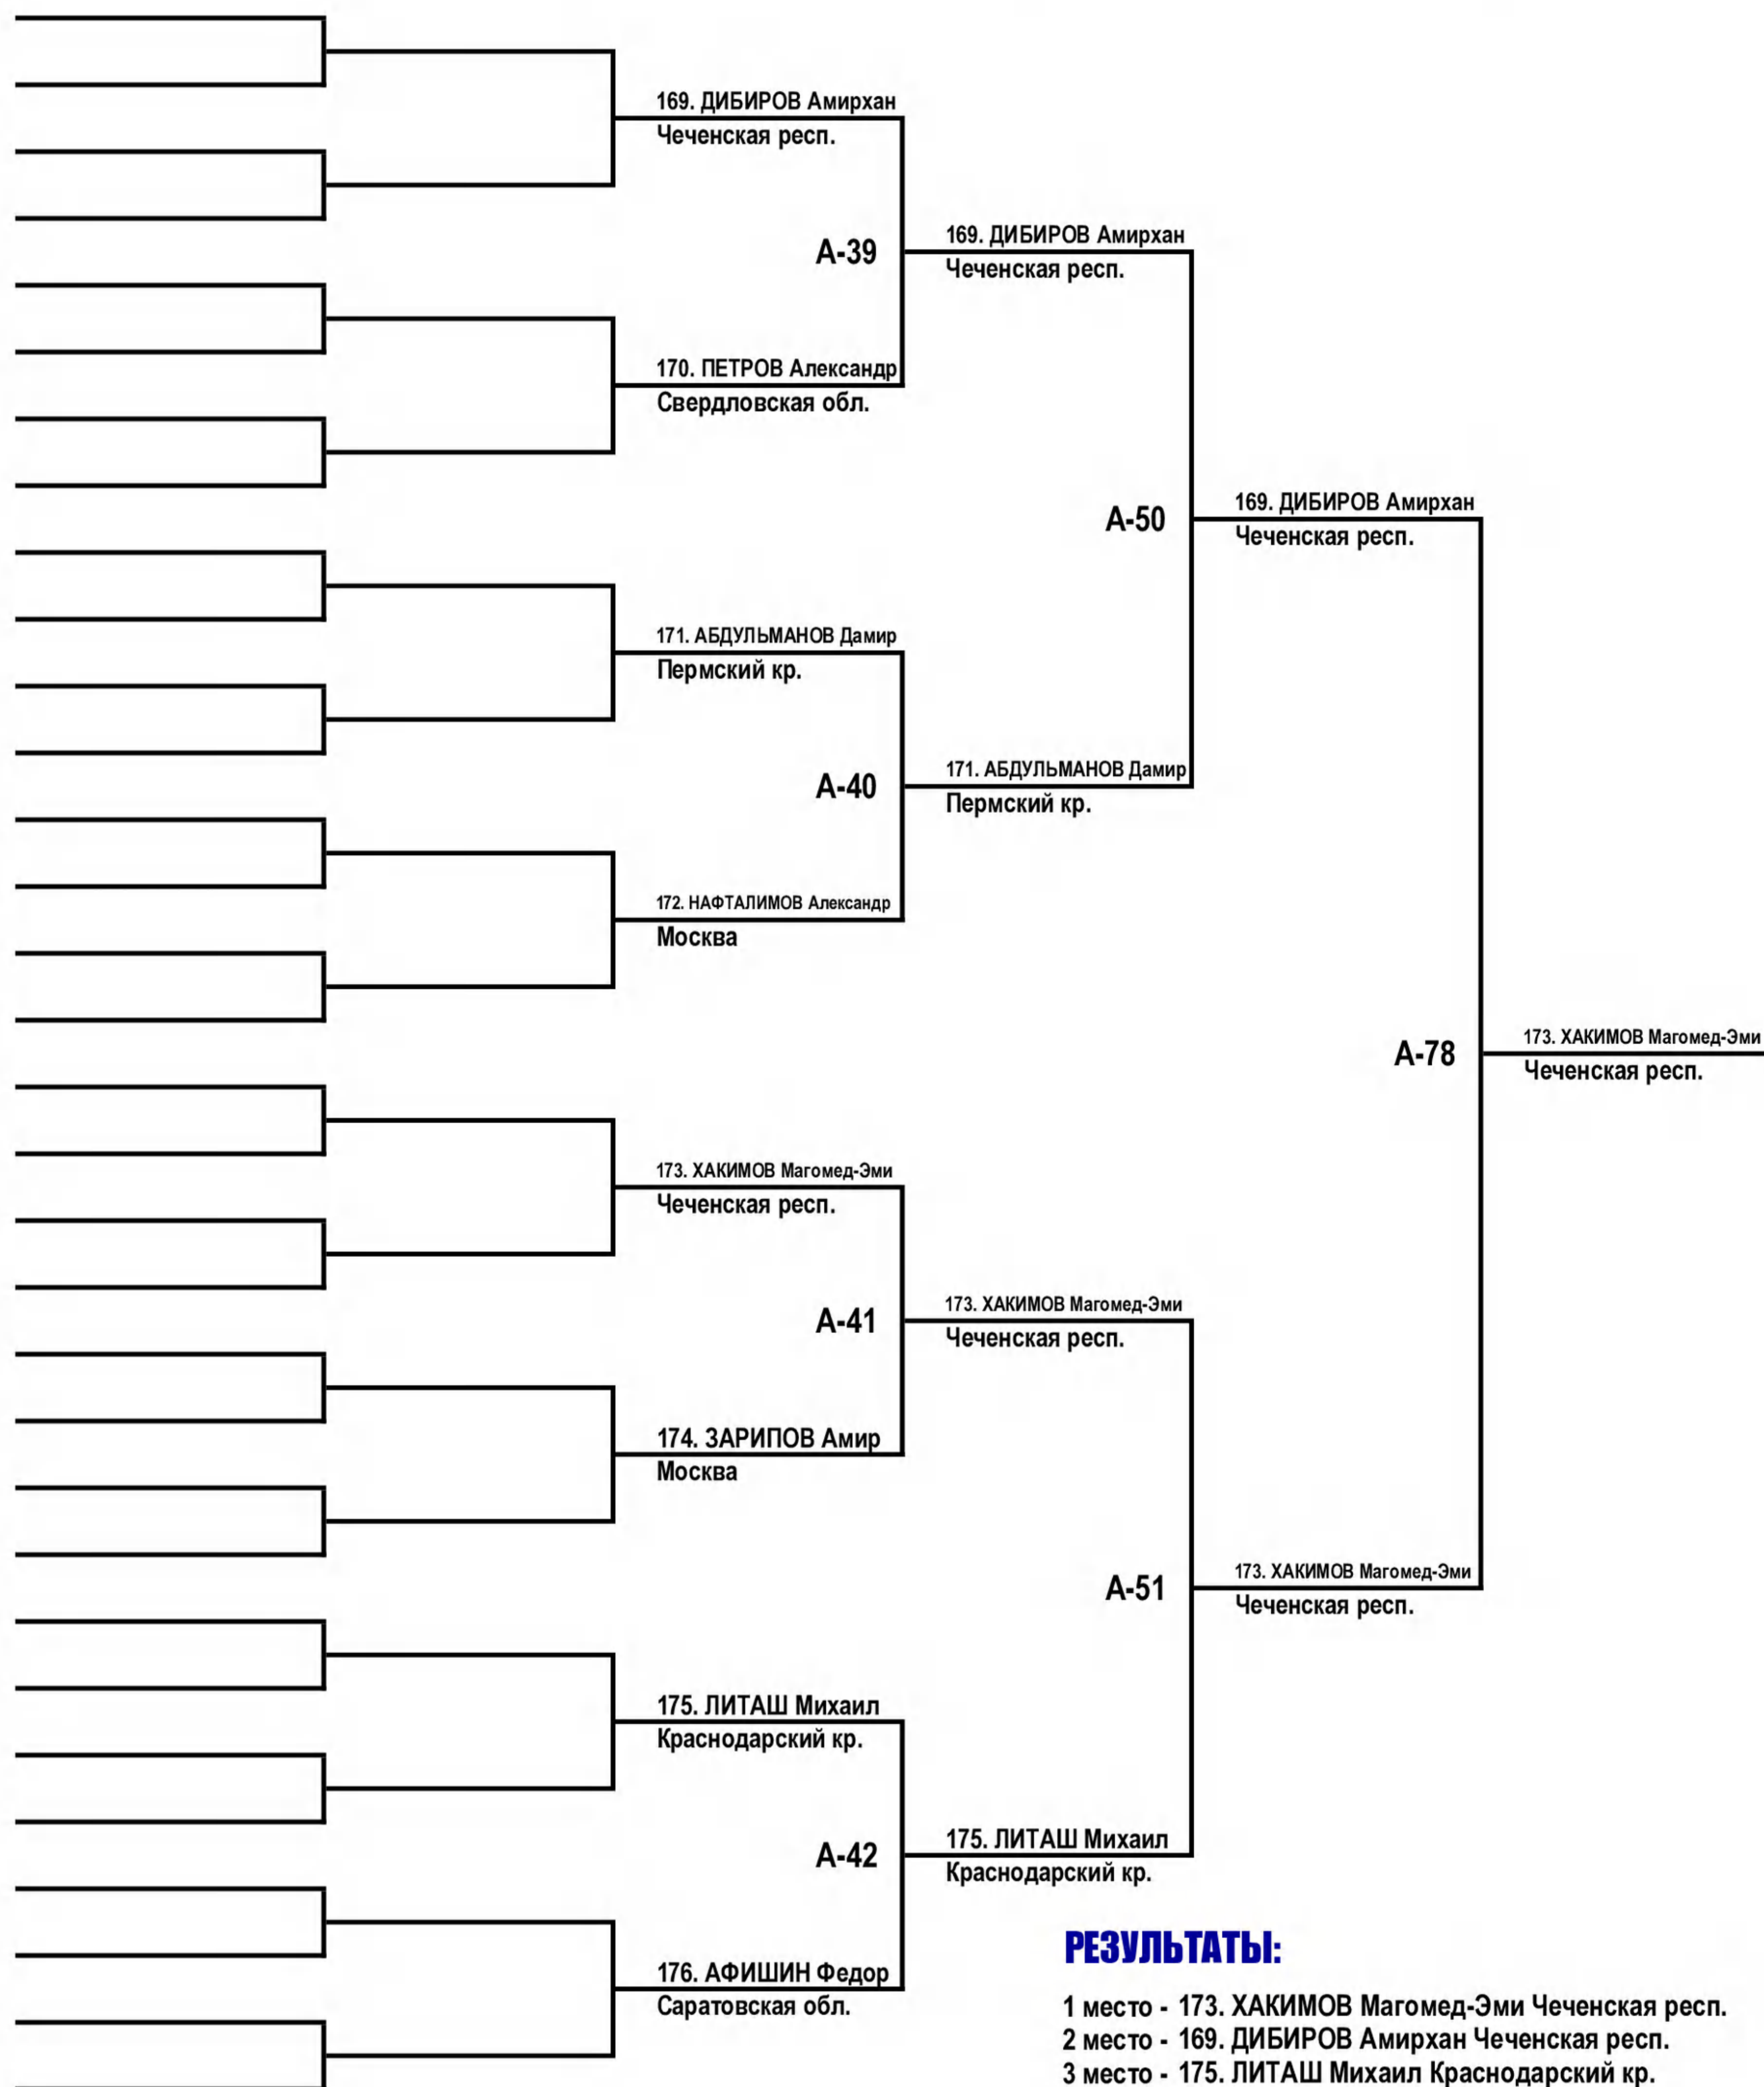 169. ДИБИРОВ Амирхан
Чеченская респ.
А-39
169. ДИБИРОВ Амирхан
Чеченская респ.
170. ПЕТРОВ Александр
Свердловская обл.
А-50
169. ДИБИРОВ Амирхан
Чеченская респ.
171. АБДУЛЬМАНОВ Дамир
Пермский кр.
А-40
171. АБДУЛЬМАНОВ Дамир
Пермский кр.
172. НАФТАЛИМОВ Александр
Москва
А-78
173. ХАКИМОВ Магомед-Эми
Чеченская респ.
173. ХАКИМОВ Магомед-Эми
Чеченская респ.
А-41
173. ХАКИМОВ Магомед-Эми
Чеченская респ.
174. ЗАРИПОВ Амир
Москва
А-51
173. ХАКИМОВ Магомед-Эми
Чеченская респ.
175. ЛИТАШ Михаил
Краснодарский кр.
А-42
175. ЛИТАШ Михаил
Краснодарский кр.
176. АФИШИН Федор
Саратовская обл.
РЕЗУЛЬТАТЫ:
1 место - 173. ХАКИМОВ Магомед-Эми Чеченская респ.
2 место - 169. ДИБИРОВ Амирхан Чеченская респ.
3 место - 175. ЛИТАШ Михаил Краснодарский кр.